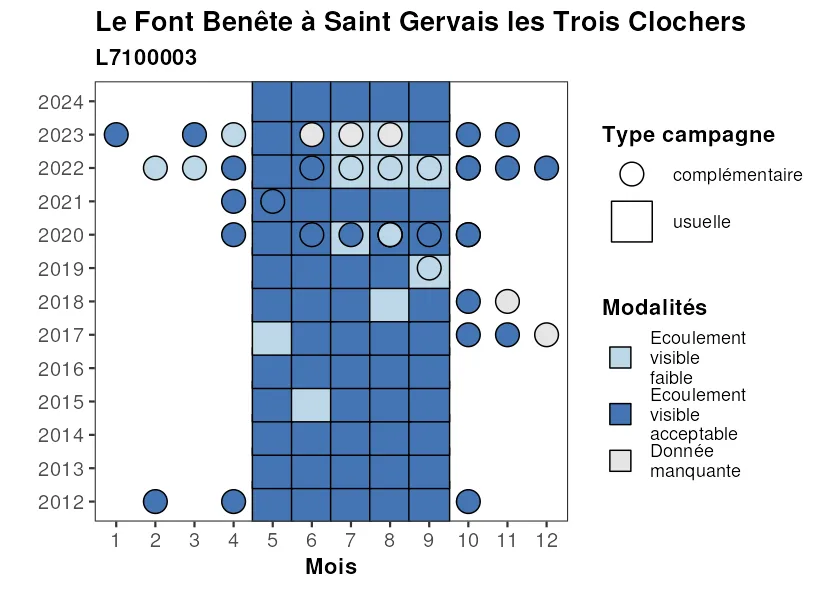 Le Font Benête à Saint Gervais les Trois Clochers
L7100003
2024
2023
2022
2021
2020
2019
2018
2017
2016
2015
2014
2013
2012
1 2 3 4 5 6 7 8 9 10 11 12
Mois
Type campagne
complémentaire
usuelle
Modalités
Ecoulement
visible
faible
Ecoulement
visible
acceptable
Donnée
manquante